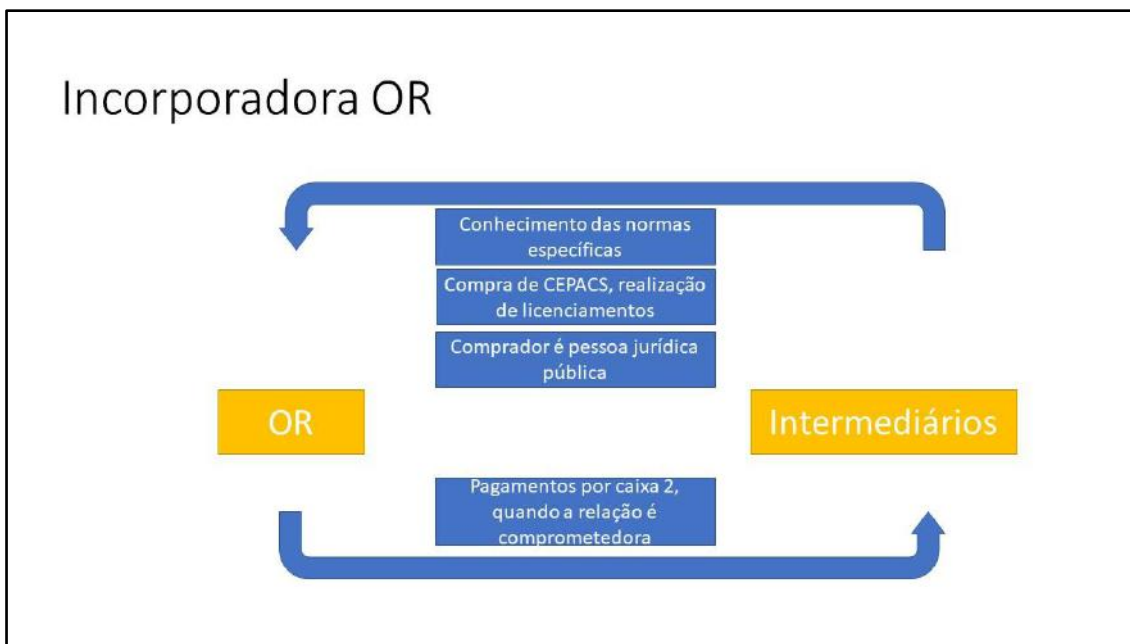 Incorporadora OR
Conhecimento das normas
específicas
Compra de CEPACS, realização
de licenciamentos
Comprador é pessoa jurídica
pública
OR
Intermediários
Pagamentos por caixa 2,
quando a relação é
comprometedora